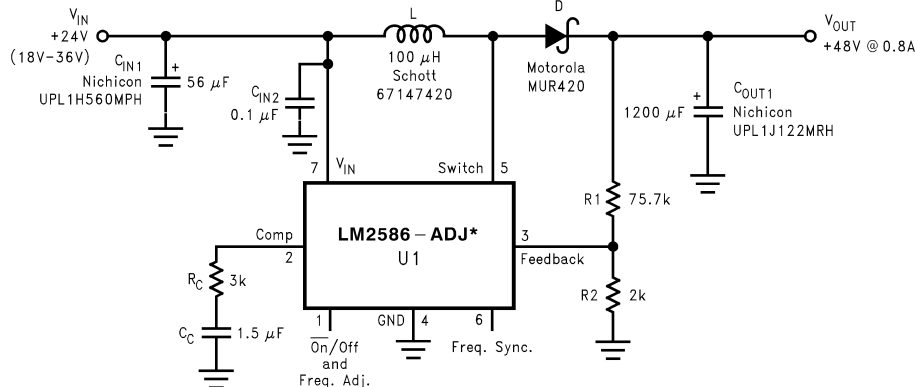 V_IN
+24V
(18V–36V)
C_IN1
Nichicon
UPL1H560MPH
+
56 μF
C_IN2
0.1 μF
L
100 μH
Schott
67147420
D
Motorola
MUR420
V_OUT
+48V @ 0.8A
+
1200 μF
C_OUT1
Nichicon
UPL1J122MRH
R1
75.7k
7
V_IN
Switch
5
LM2586–ADJ*
U1
Comp
2
3
Feedback
R_C
3k
C_C
1.5 μF
R2
2k
1
GND
4
6
On/Off
and
Freq. Adj.
Freq. Sync.